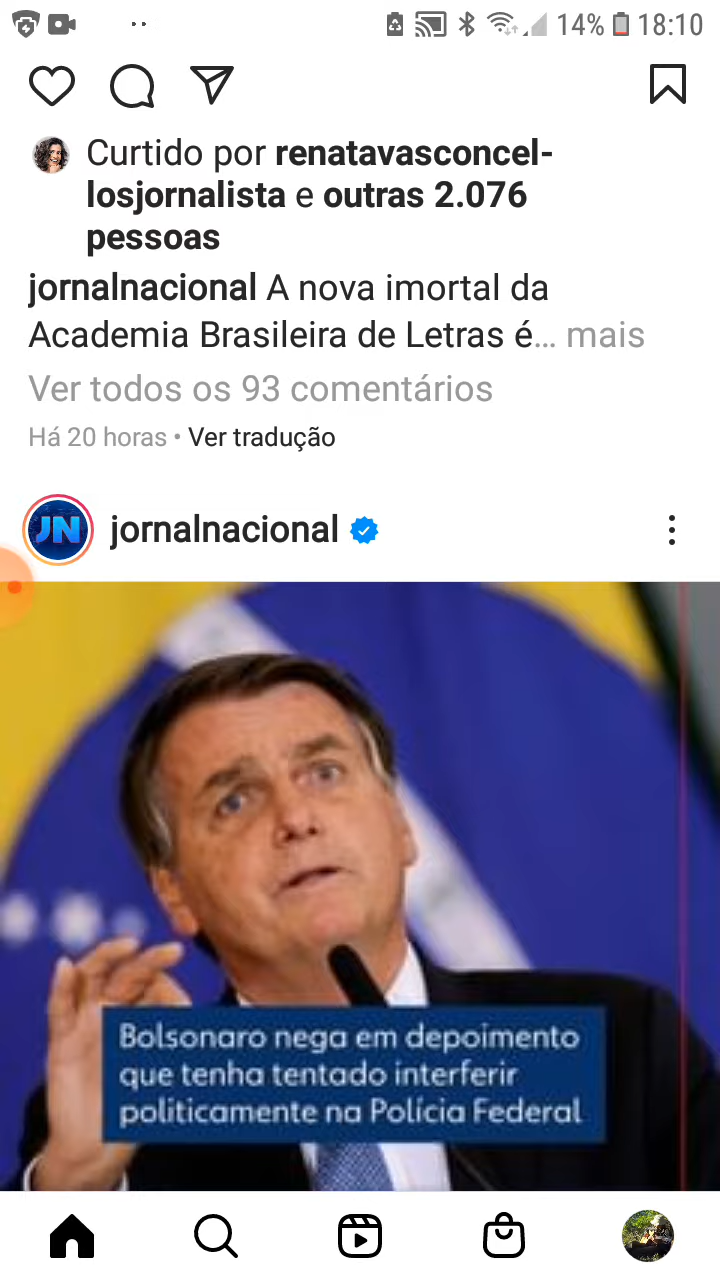 14% 18:10
Curtido por renatavasconcel-
losjornalista e outras 2.076
pessoas
jornalnacional A nova imortal da
Academia Brasileira de Letras é... mais
Ver todos os 93 comentários
Há 20 horas • Ver tradução
JN jornalnacional
Bolsonaro nega em depoimento
que tenha tentado interferir
politicamente na Polícia Federal